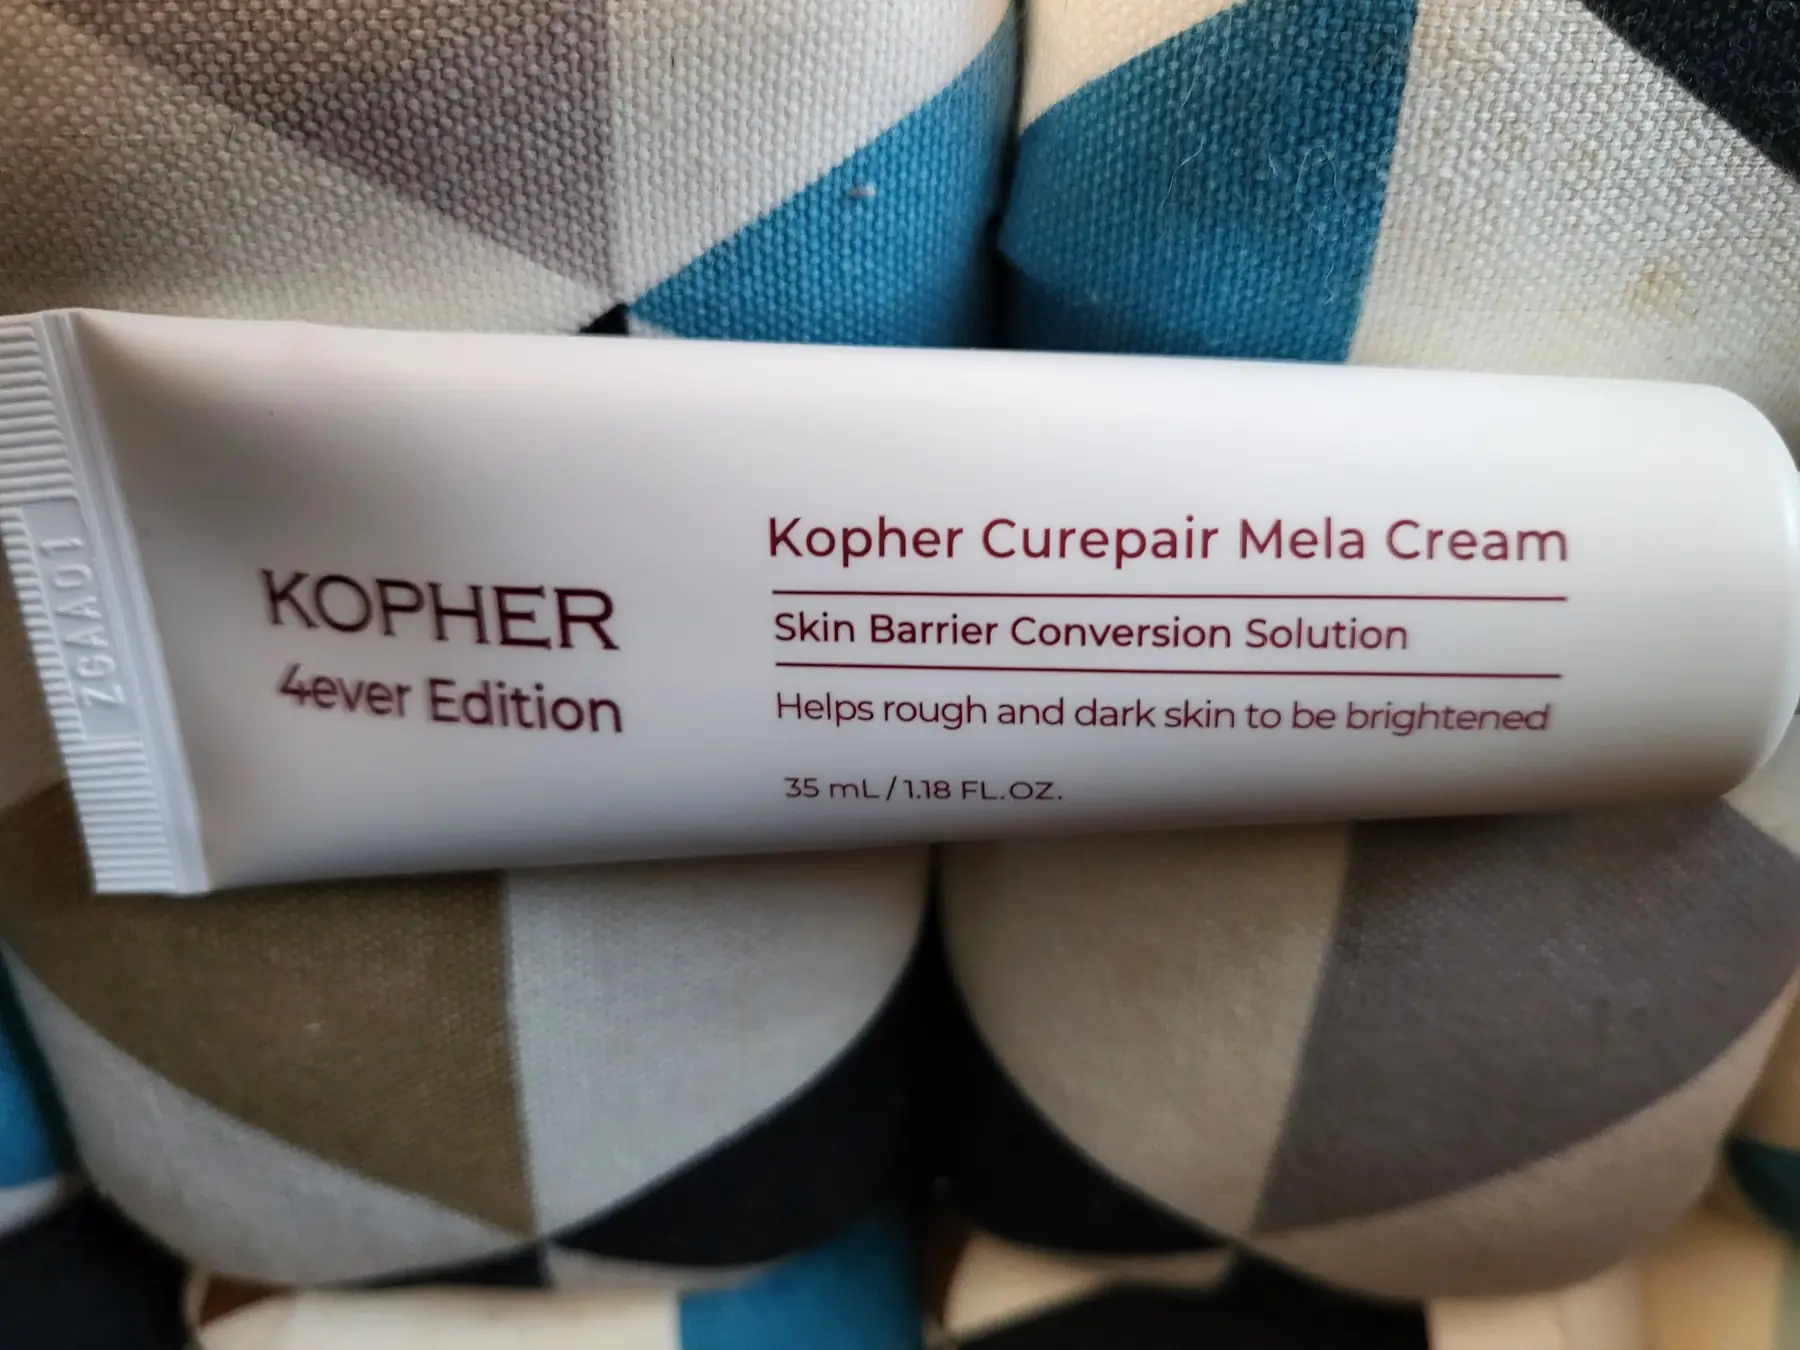 KOPHER
4ever Edition
Kopher Curepair Mela Cream
Skin Barrier Conversion Solution
Helps rough and dark skin to be brightened
35 mL / 1.18 FL.OZ.
ZGAA01